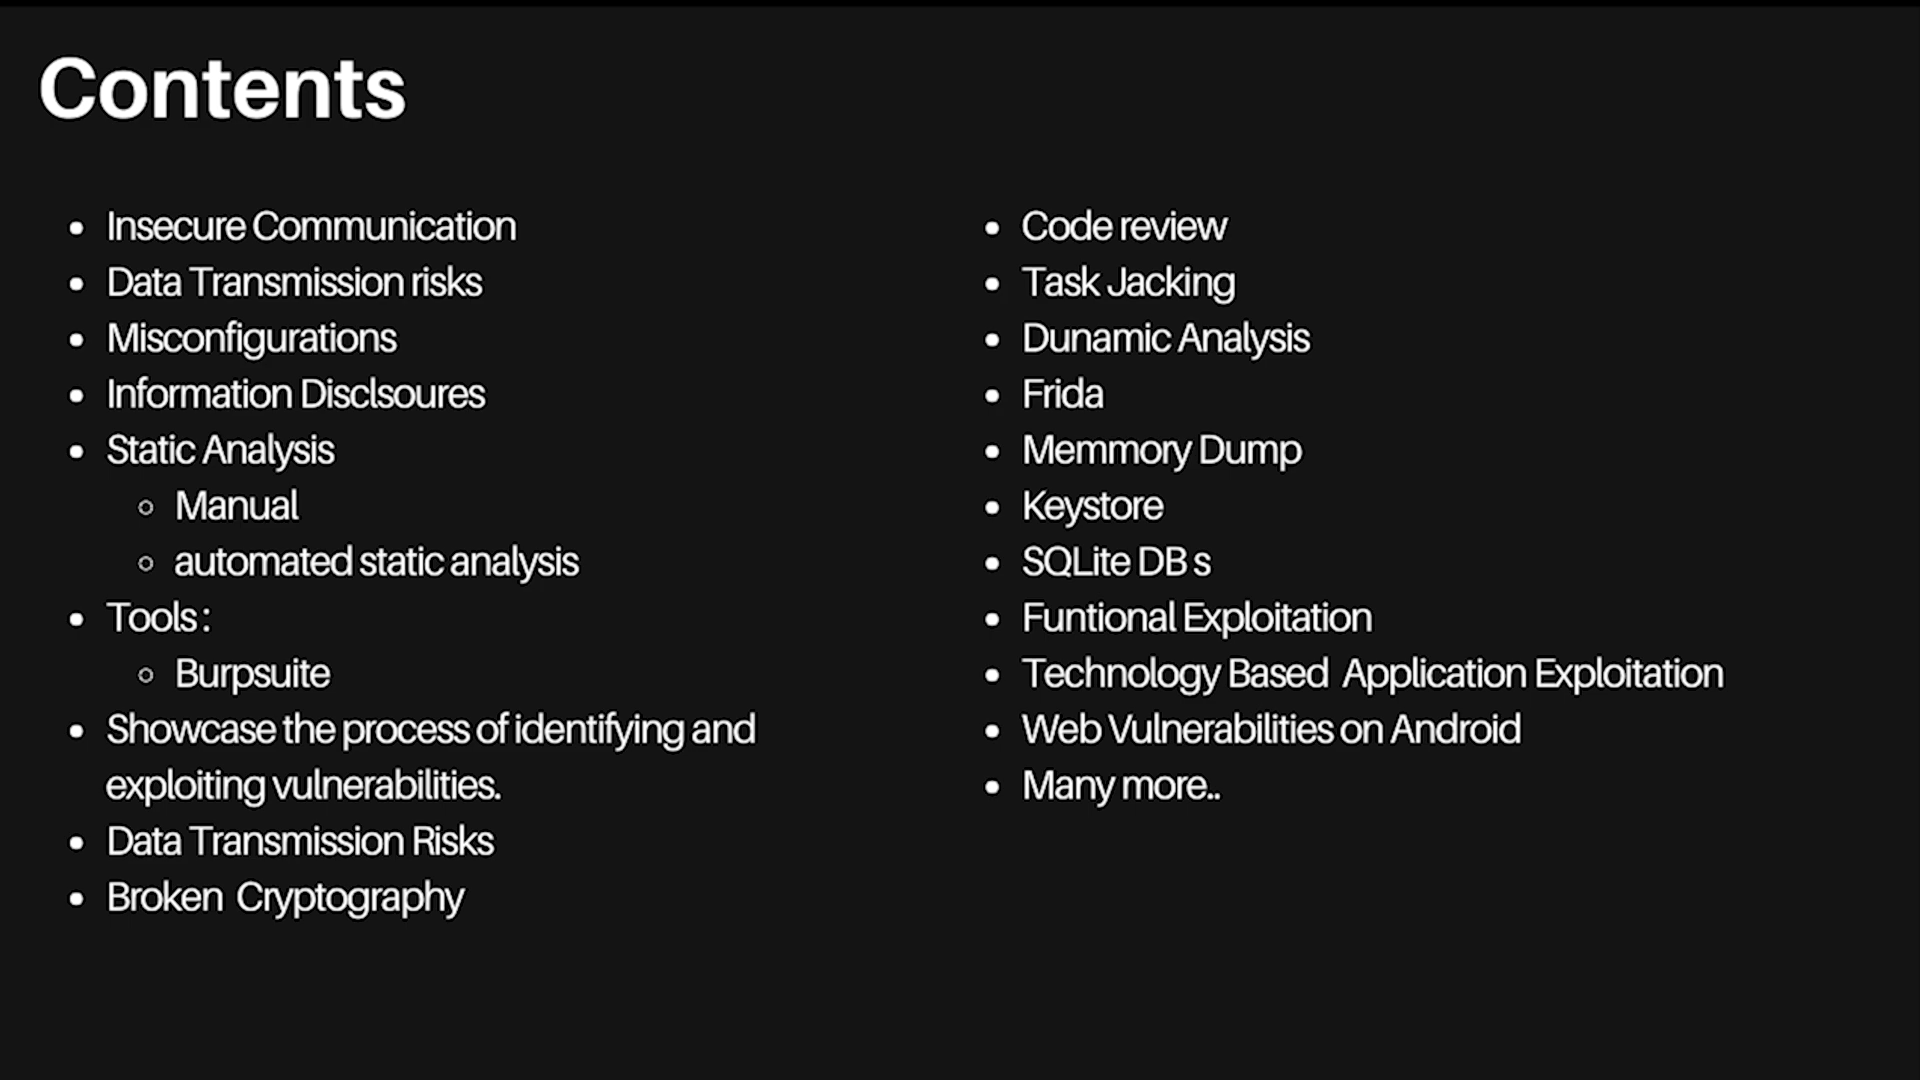 Contents
Insecure Communication
Data Transmission risks
Misconfigurations
Information Disclsoures
Static Analysis
Manual
automated static analysis
Tools :
Burpsuite
Showcase the process of identifying and
exploiting vulnerabilities.
Data Transmission Risks
Broken Cryptography
Code review
Task Jacking
Dunamic Analysis
Frida
Memmory Dump
Keystore
SQLite DB s
Funtional Exploitation
Technology Based Application Exploitation
Web Vulnerabilities on Android
Many more..